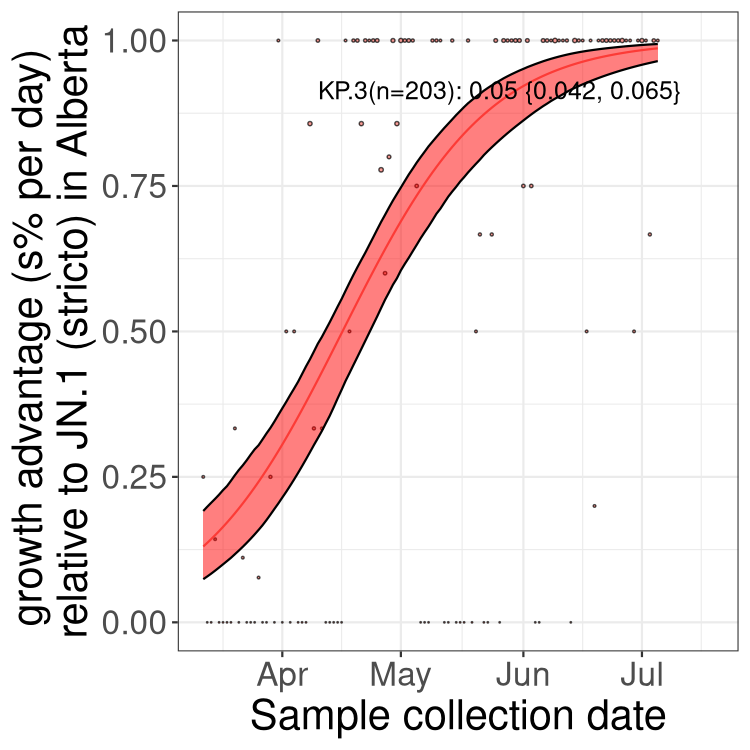 growth advantage (s% per day)
relative to JN.1 (stricto) in Alberta
1.00
0.75
0.50
0.25
0.00
KP.3(n=203): 0.05 {0.042, 0.065}
Apr May Jun Jul
Sample collection date